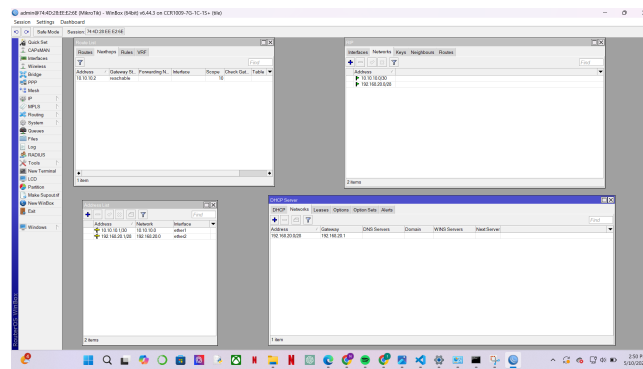 admin@74:4D:28:EE:E2:6E (MikroTik) - WinBox (64bit) v6.44.3 on CCR1009-7G-1C-1S+ (tile)
Session Settings Dashboard
Safe Mode Session: 74:4D:28:EE:E2:6E
Quick Set
CAPsMAN
Interfaces
Wireless
Bridge
PPP
Mesh
IP
MPLS
Routing
System
Queues
Files
Log
RADIUS
Tools
New Terminal
LCD
Partition
Make Supout.rif
New WinBox
Exit
Windows
RouterOS WinBox
Route List
Routes Nexthops Rules VRF
Find
Address Gateway St... Forwarding N... Interface Scope Check Gat... Table
10.10.10.2 reachable 10
1 item
RIP
Interfaces Networks Keys Neighbours Routes
Find
Address
10.10.10.0/30
192.168.20.0/28
2 items
Address List
Find
Address Network Interface
10.10.10.1/30 10.10.10.0 ether1
192.168.20.1/28 192.168.20.0 ether2
2 items
DHCP Server
DHCP Networks Leases Options Option Sets Alerts
Find
Address Gateway DNS Servers Domain WINS Servers Next Server
192.168.20.0/28 192.168.20.1
1 item
2:50 P
5/10/202